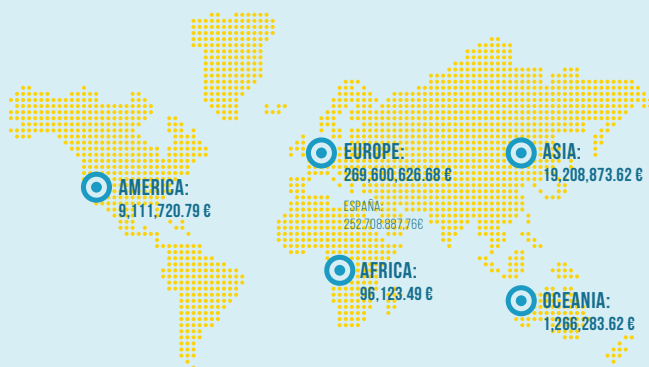 EUROPE:
269,600,626.68 €
ESPAÑA:
252.708.887,76€
ASIA:
19,208,873.62 €
AMERICA:
9,111,720.79 €
AFRICA:
96,123.49 €
OCEANIA:
1,266,283.62 €